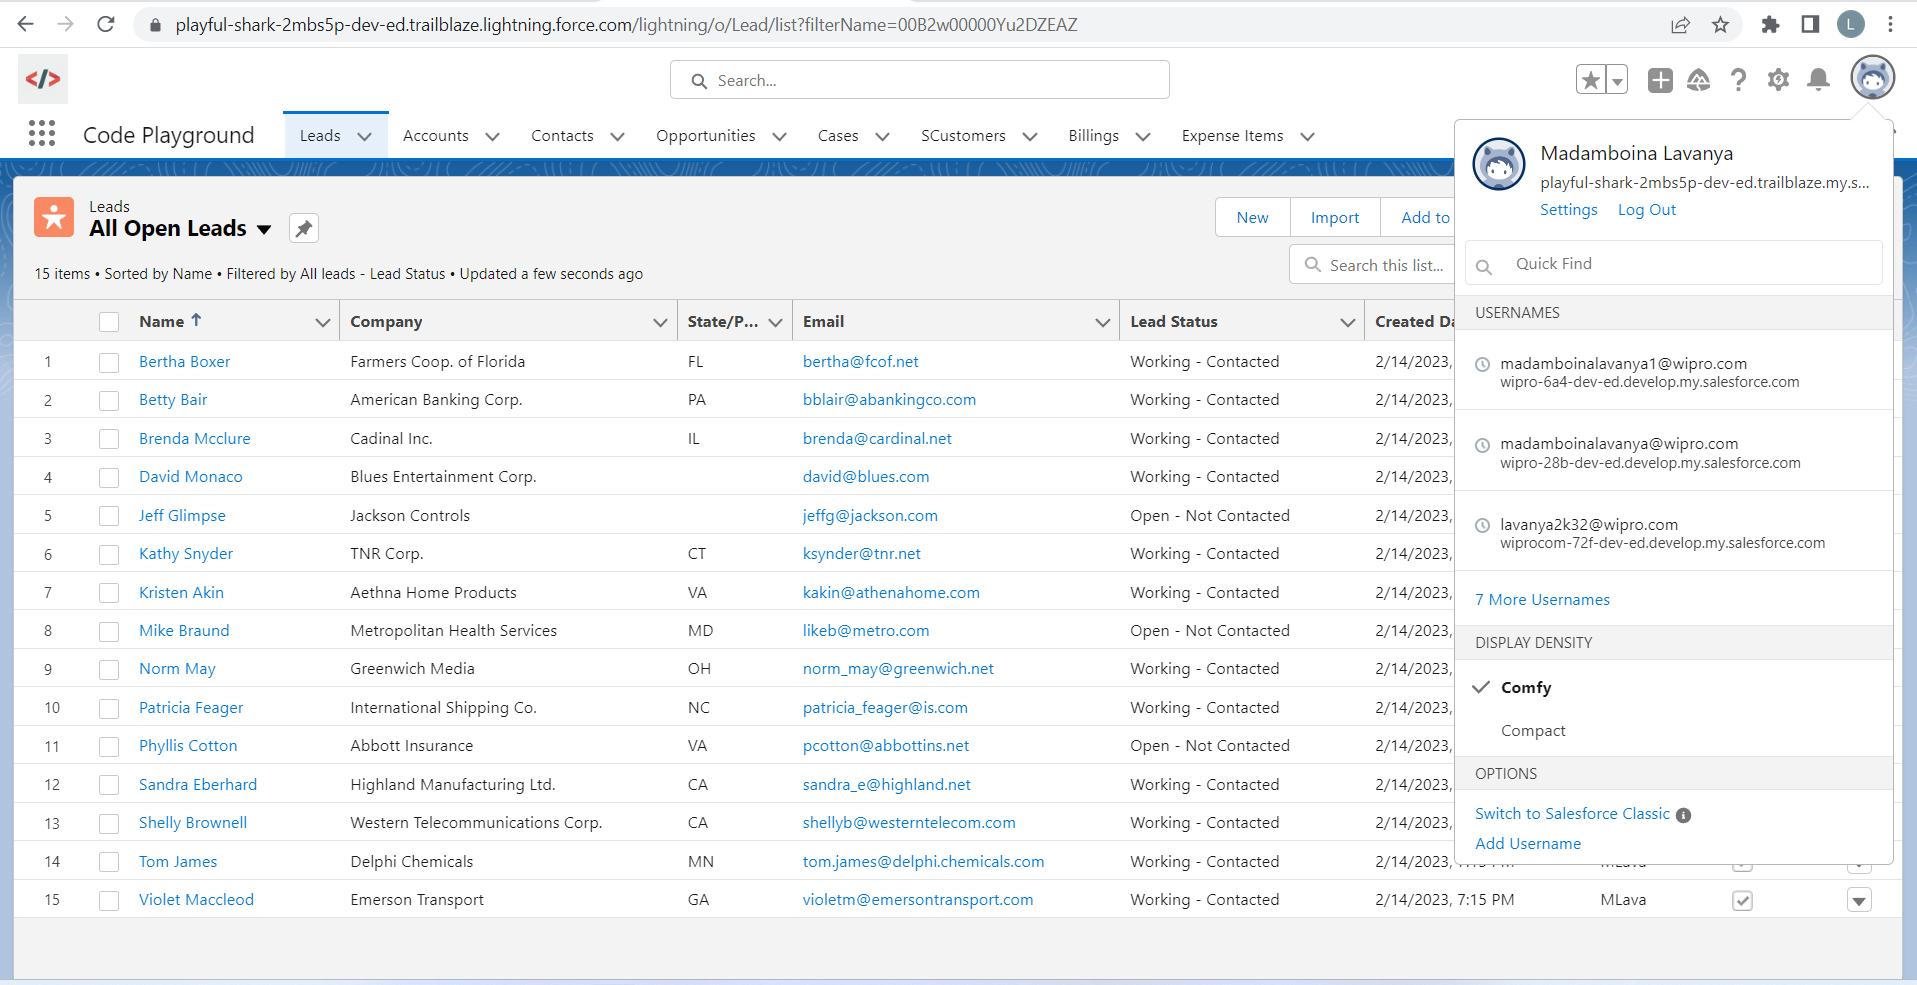 playful-shark-2mbs5p-dev-ed.trailblaze.lightning.force.com/lightning/o/Lead/list?filterName=00B2w00000Yu2DZEAZ
L
</>
Search...
Code Playground Leads Accounts Contacts Opportunities Cases SCustomers Billings Expense Items
Leads
All Open Leads
New Import Add to
15 items • Sorted by Name • Filtered by All leads - Lead Status • Updated a few seconds ago
Search this list...
Name Company State/P... Email Lead Status Created Da
1 Bertha Boxer Farmers Coop. of Florida FL bertha@fcof.net Working - Contacted 2/14/2023,
2 Betty Bair American Banking Corp. PA bblair@abankingco.com Working - Contacted 2/14/2023,
3 Brenda Mcclure Cadinal Inc. IL brenda@cardinal.net Working - Contacted 2/14/2023,
4 David Monaco Blues Entertainment Corp. david@blues.com Working - Contacted 2/14/2023,
5 Jeff Glimpse Jackson Controls jeffg@jackson.com Open - Not Contacted 2/14/2023,
6 Kathy Snyder TNR Corp. CT ksynder@tnr.net Working - Contacted 2/14/2023,
7 Kristen Akin Aethna Home Products VA kakin@athenahome.com Working - Contacted 2/14/2023,
8 Mike Braund Metropolitan Health Services MD likeb@metro.com Open - Not Contacted 2/14/2023,
9 Norm May Greenwich Media OH norm_may@greenwich.net Working - Contacted 2/14/2023,
10 Patricia Feager International Shipping Co. NC patricia_feager@is.com Working - Contacted 2/14/2023,
11 Phyllis Cotton Abbott Insurance VA pcotton@abbottins.net Open - Not Contacted 2/14/2023,
12 Sandra Eberhard Highland Manufacturing Ltd. CA sandra_e@highland.net Working - Contacted 2/14/2023,
13 Shelly Brownell Western Telecommunications Corp. CA shellyb@westerntelecom.com Working - Contacted 2/14/2023,
14 Tom James Delphi Chemicals MN tom.james@delphi.chemicals.com Working - Contacted 2/14/2023, 7:15 PM MLava
15 Violet Maccleod Emerson Transport GA violetm@emersontransport.com Working - Contacted 2/14/2023, 7:15 PM MLava
Madamboina Lavanya
playful-shark-2mbs5p-dev-ed.trailblaze.my.s...
Settings Log Out
Quick Find
USERNAMES
madamboinalavanya1@wipro.com
wipro-6a4-dev-ed.develop.my.salesforce.com
madamboinalavanya@wipro.com
wipro-28b-dev-ed.develop.my.salesforce.com
lavanya2k32@wipro.com
wiprocom-72f-dev-ed.develop.my.salesforce.com
7 More Usernames
DISPLAY DENSITY
Comfy
Compact
OPTIONS
Switch to Salesforce Classic
Add Username